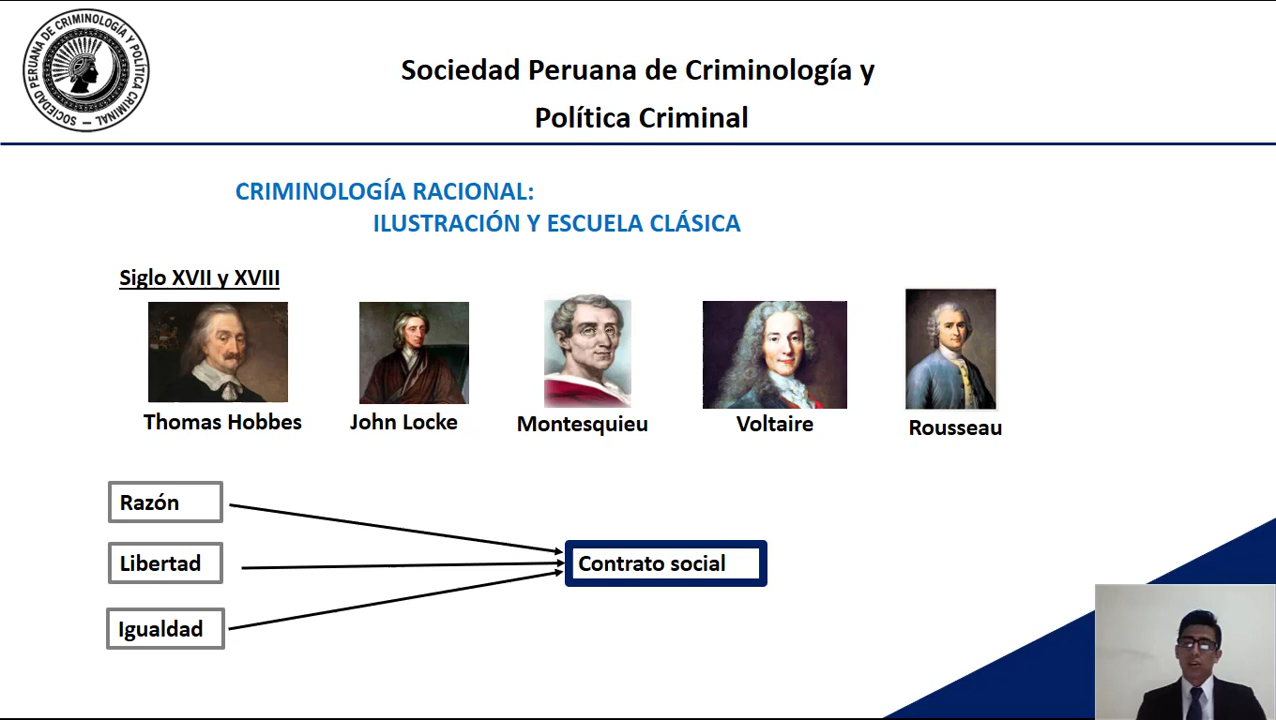 SOCIEDAD PERUANA DE CRIMINOLOGÍA Y POLÍTICA CRIMINAL
Sociedad Peruana de Criminología y
Política Criminal
CRIMINOLOGÍA RACIONAL:
ILUSTRACIÓN Y ESCUELA CLÁSICA
Siglo XVII y XVIII
Thomas Hobbes
John Locke
Montesquieu
Voltaire
Rousseau
Razón
Libertad
Igualdad
Contrato social